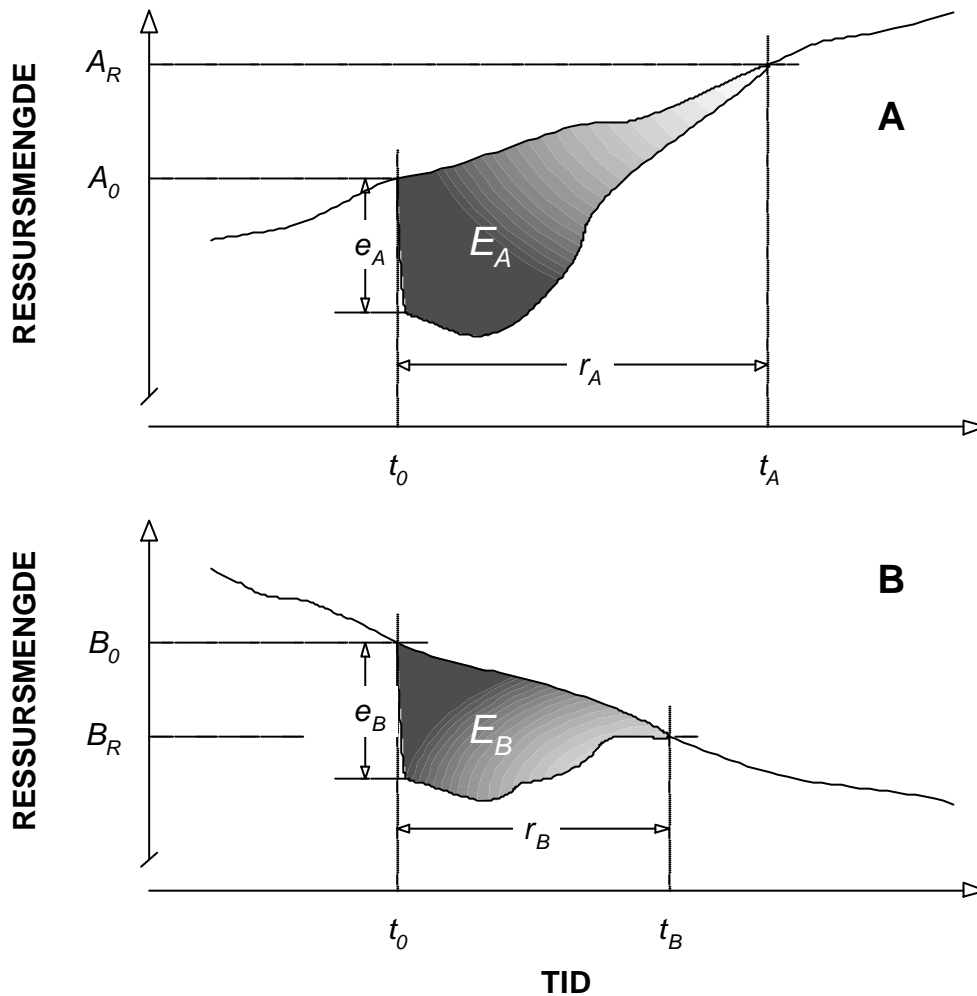 RESSURSMENGDE
A_R
A
A_0
e_A
E_A
r_A
t_0
t_A
RESSURSMENGDE
B
B_0
e_B
E_B
B_R
r_B
t_0
t_B
TID